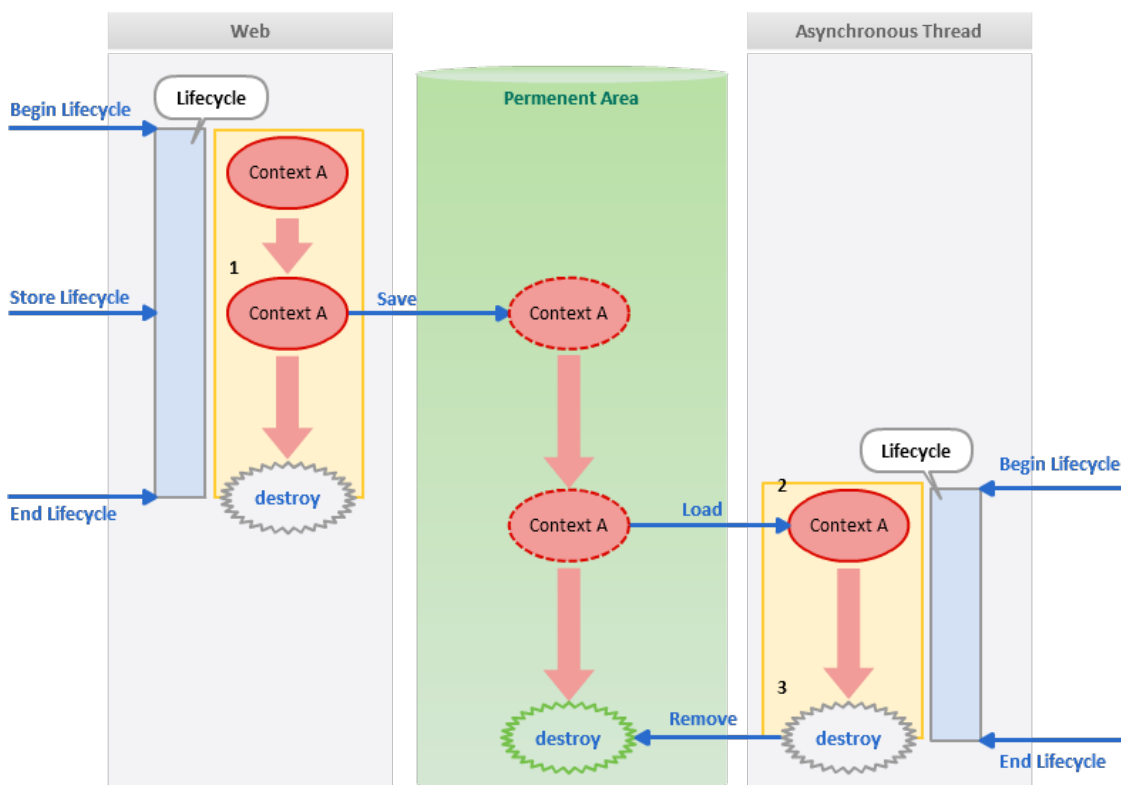 Web
Asynchronous Thread
Permenent Area
Lifecycle
Begin Lifecycle
Context A
1
Store Lifecycle
Context A
Save
Context A
Lifecycle
Begin Lifecycle
End Lifecycle
destroy
Context A
Load
2
Context A
3
Remove
destroy
destroy
End Lifecycle